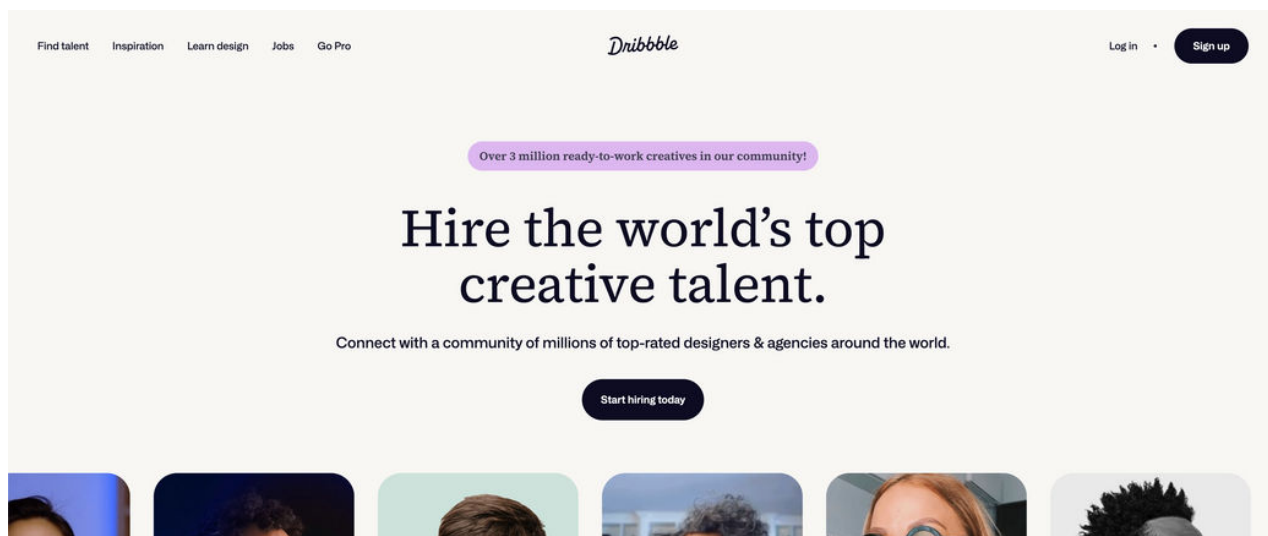 Find talent
Inspiration
Learn design
Jobs
Go Pro
Dribbble
Log in
Sign up
Over 3 million ready-to-work creatives in our community!
Hire the world’s top
creative talent.
Connect with a community of millions of top-rated designers & agencies around the world.
Start hiring today